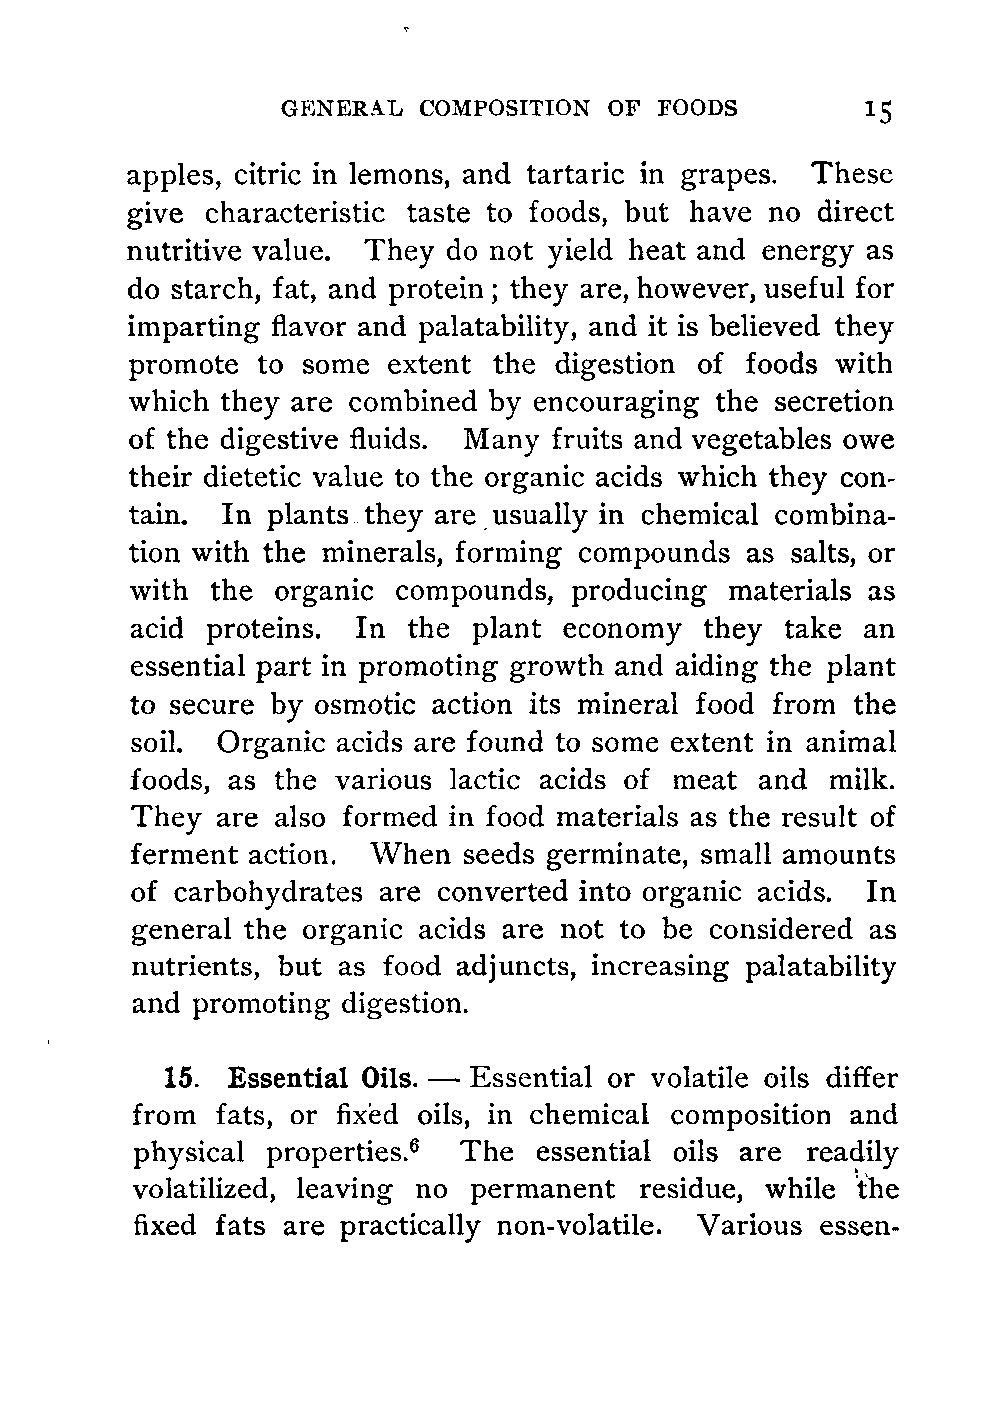 GENERAL COMPOSITION OF FOODS 15
apples, citric in lemons, and tartaric in grapes. These
give characteristic taste to foods, but have no direct
nutritive value. They do not yield heat and energy as
do starch, fat, and protein; they are, however, useful for
imparting flavor and palatability, and it is believed they
promote to some extent the digestion of foods with
which they are combined by encouraging the secretion
of the digestive fluids. Many fruits and vegetables owe
their dietetic value to the organic acids which they con-
tain. In plants they are usually in chemical combina-
tion with the minerals, forming compounds as salts, or
with the organic compounds, producing materials as
acid proteins. In the plant economy they take an
essential part in promoting growth and aiding the plant
to secure by osmotic action its mineral food from the
soil. Organic acids are found to some extent in animal
foods, as the various lactic acids of meat and milk.
They are also formed in food materials as the result of
ferment action. When seeds germinate, small amounts
of carbohydrates are converted into organic acids. In
general the organic acids are not to be considered as
nutrients, but as food adjuncts, increasing palatability
and promoting digestion.
15. Essential Oils. — Essential or volatile oils differ
from fats, or fixed oils, in chemical composition and
physical properties.⁶ The essential oils are readily
volatilized, leaving no permanent residue, while the
fixed fats are practically non-volatile. Various essen-